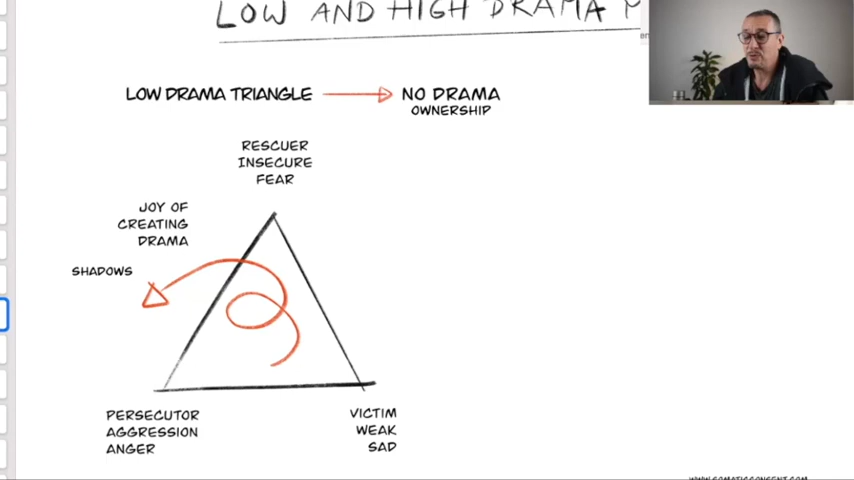 LOW AND HIGH DRAMA
LOW DRAMA TRIANGLE
NO DRAMA
OWNERSHIP
RESCUER
INSECURE
FEAR
JOY OF
CREATING
DRAMA
SHADOWS
PERSECUTOR
AGGRESSION
ANGER
VICTIM
WEAK
SAD